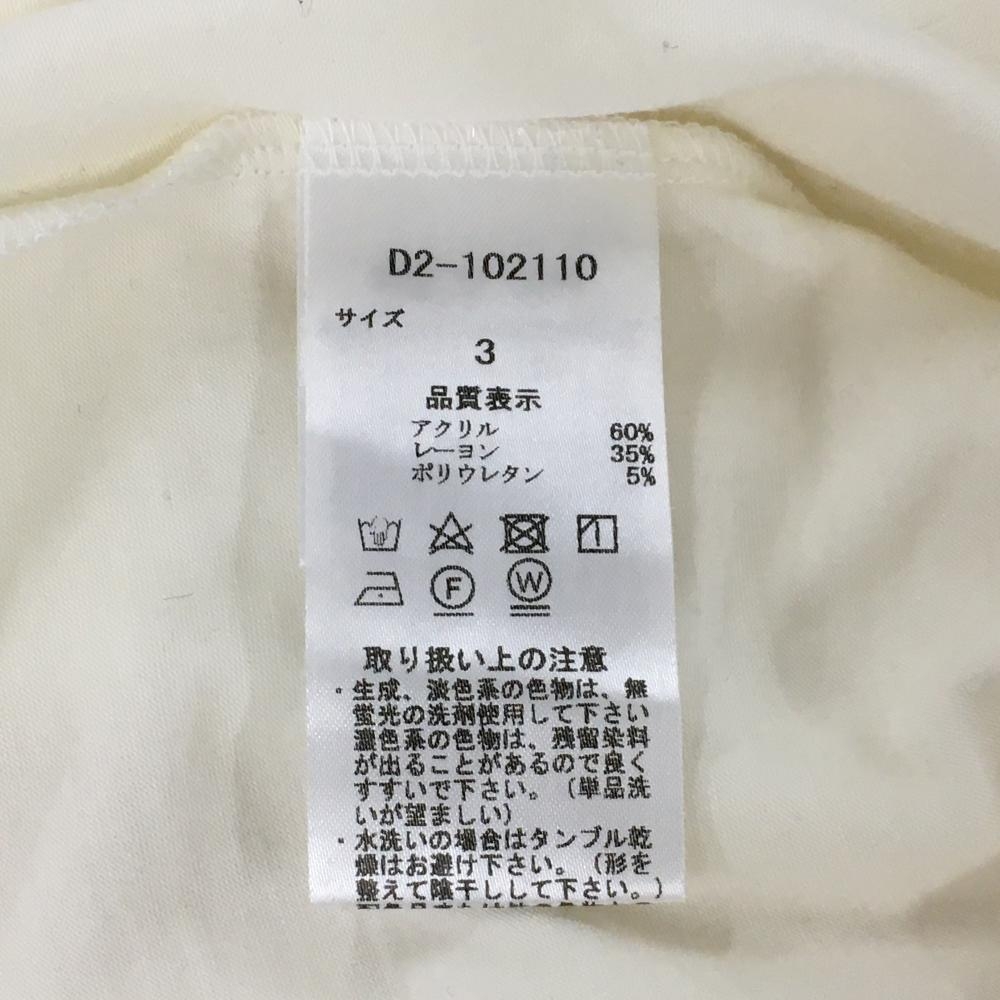 D2-102110
サイズ
3
品質表示
アクリル 60%
レーヨン 35%
ポリウレタン 5%
F W
取り扱い上の注意
・生成、淡色系の色物は、無
蛍光の洗剤使用して下さい
濃色系の色物は、残留染料
が出ることがあるので良く
すすいで下さい。（単品洗
いが望ましい）
・水洗いの場合はタンブル乾
燥はお避け下さい。（形を
整えて陰干しして下さい。）